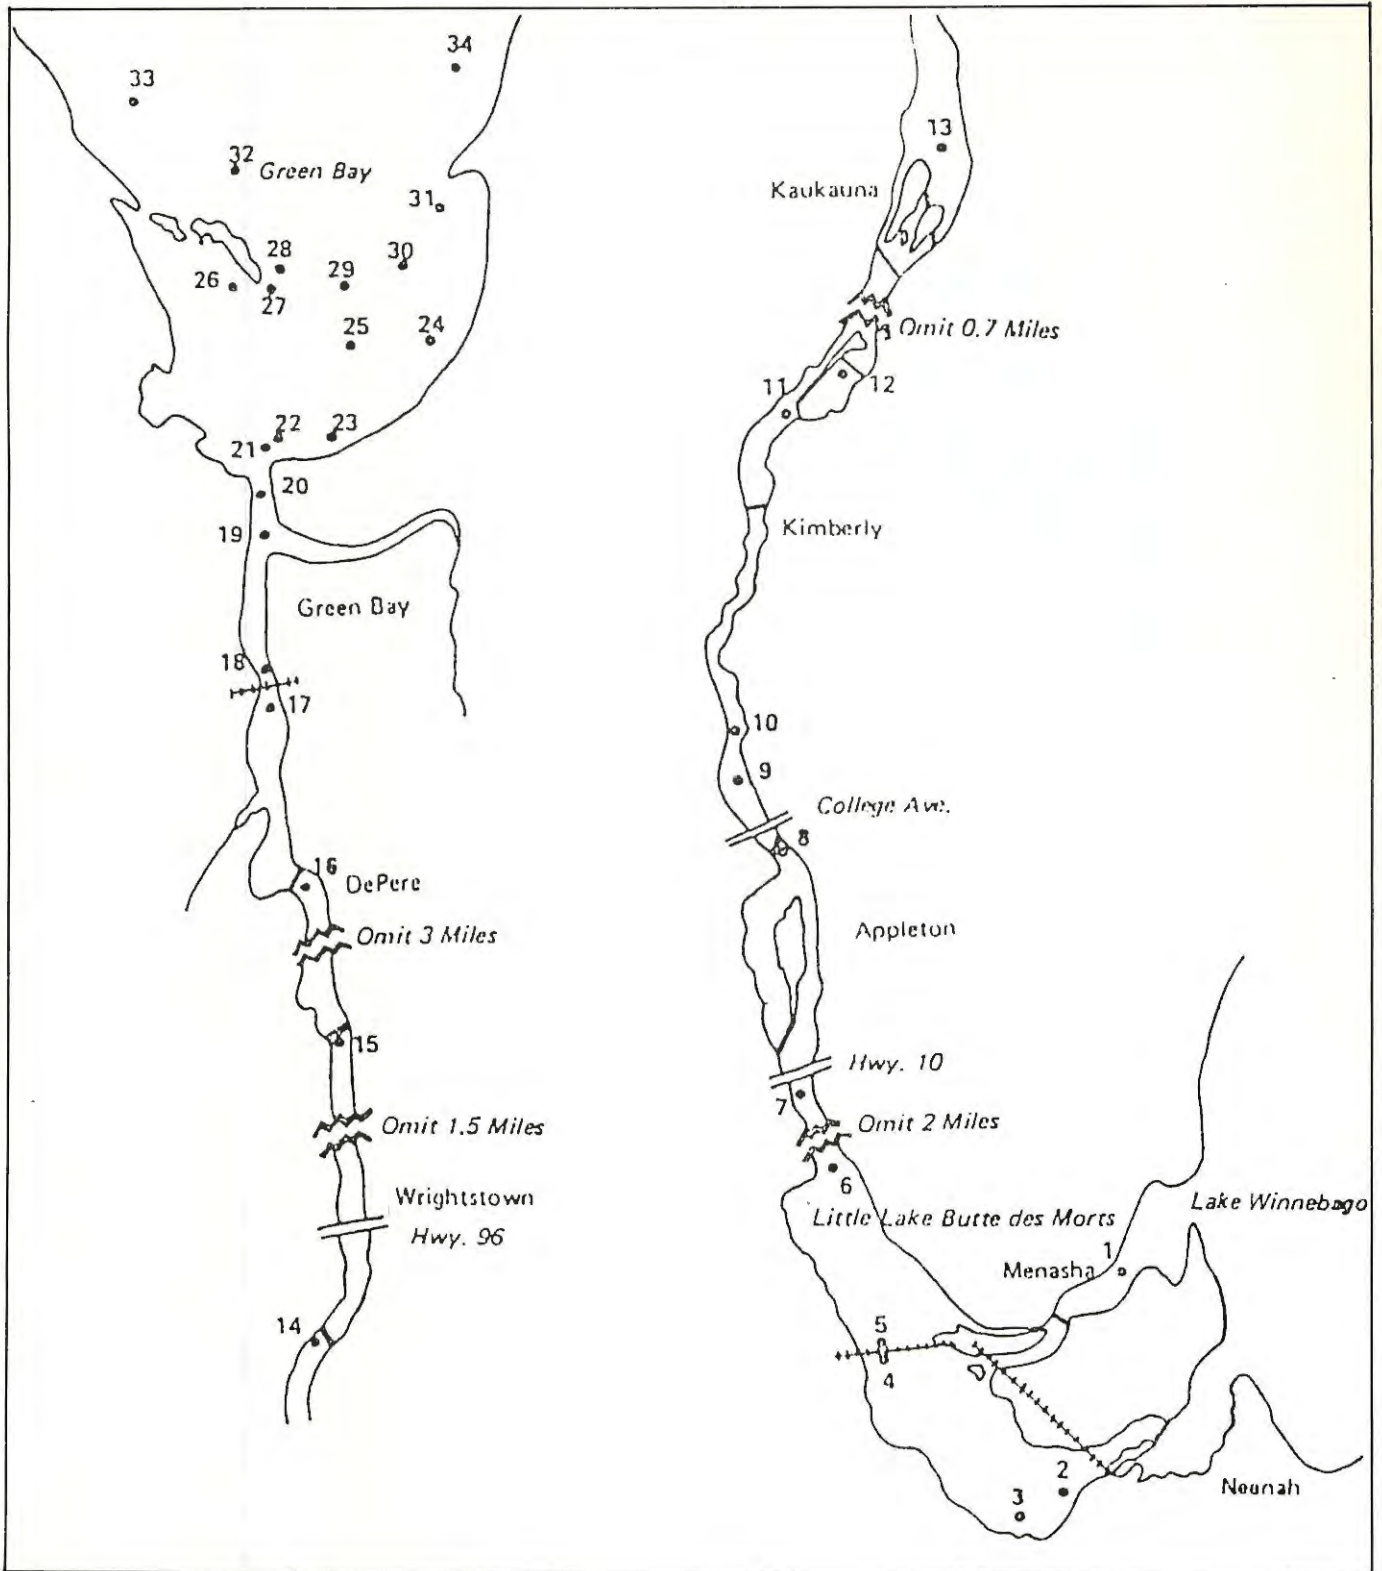 34
33
32
Green Bay
31
28
30
29
26
27
25
24
22
23
21
20
19
Green Bay
18
17
16
DePere
Omit 3 Miles
15
Omit 1.5 Miles
Wrightstown
Hwy. 96
14
13
Kaukauna
Omit 0.7 Miles
11
12
Kimberly
10
9
College Ave.
8
Appleton
Hwy. 10
7
Omit 2 Miles
6
Little Lake Butte des Morts
Lake Winnebago
1
Menasha
5
4
2
3
Neenah